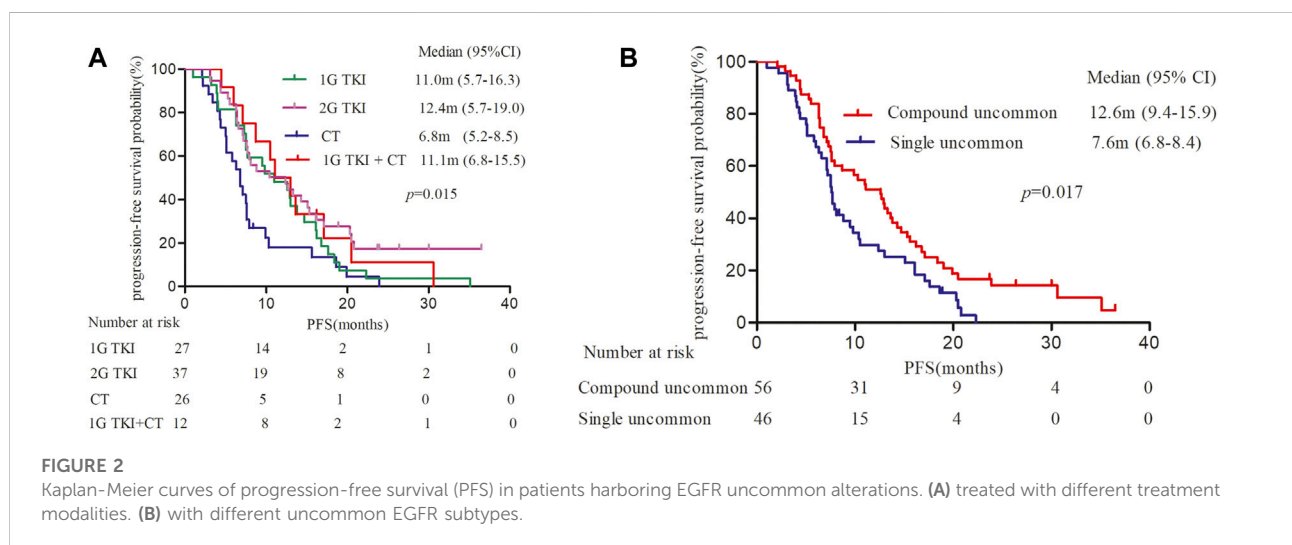 A
Median (95%CI)
1G TKI 11.0m (5.7-16.3)
2G TKI 12.4m (5.7-19.0)
CT 6.8m (5.2-8.5)
1G TKI + CT 11.1m (6.8-15.5)
p=0.015
progression-free survival probability(%)
100
80
60
40
20
0
0 10 20 30 40
PFS(months)
Number at risk
1G TKI 27 14 2 1 0
2G TKI 37 19 8 2 0
CT 26 5 1 0 0
1G TKI+CT 12 8 2 1 0
B
Median (95% CI)
Compound uncommon 12.6m (9.4-15.9)
Single uncommon 7.6m (6.8-8.4)
p=0.017
progression-free survival probability(%)
100
80
60
40
20
0
0 10 20 30 40
PFS(months)
Number at risk
Compound uncommon 56 31 9 4 0
Single uncommon 46 15 4 0 0
FIGURE 2
Kaplan-Meier curves of progression-free survival (PFS) in patients harboring EGFR uncommon alterations. (A) treated with different treatment
modalities. (B) with different uncommon EGFR subtypes.